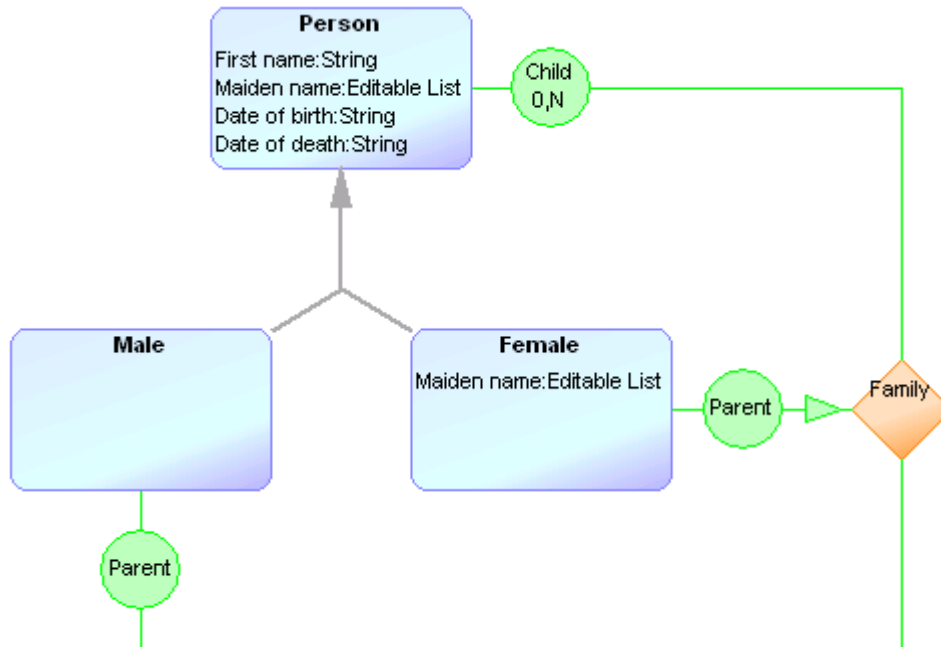 Person
First name:String
Maiden name:Editable List
Date of birth:String
Date of death:String
Child
0,N
Male
Female
Maiden name:Editable List
Parent
Family
Parent